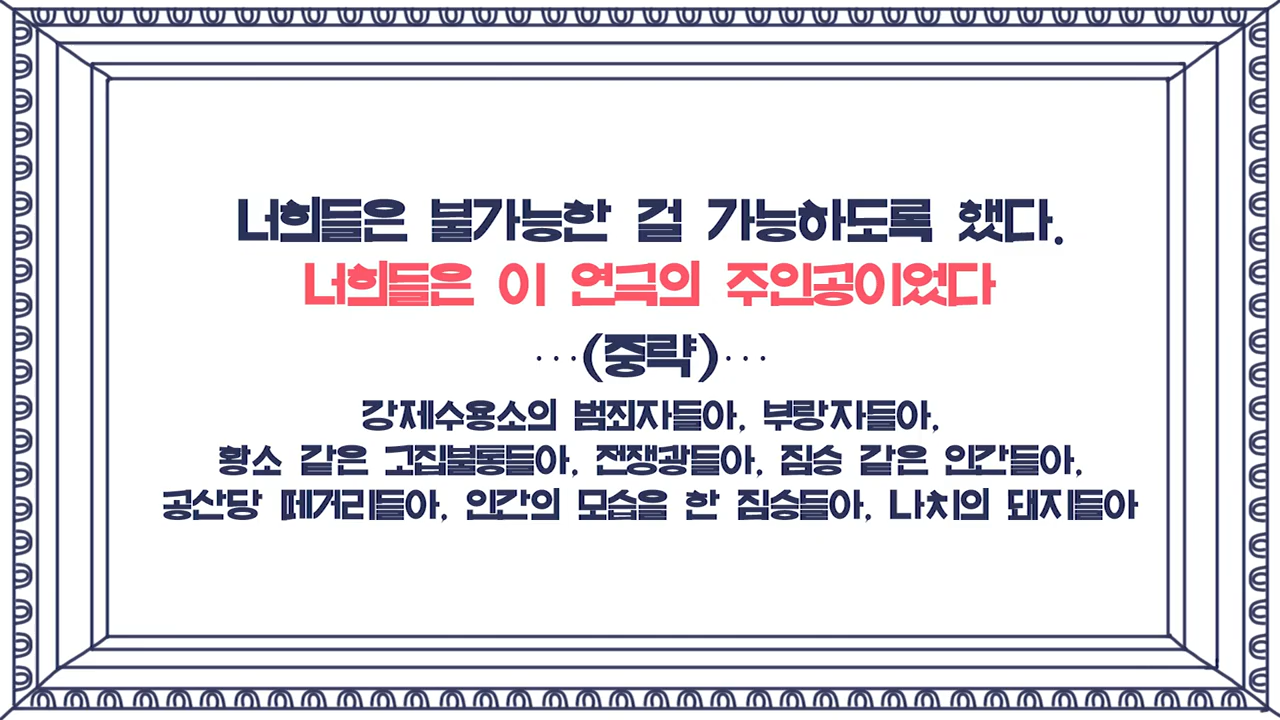 너희들은 불가능한 걸 가능하도록 했다.
너희들은 이 연극의 주인공이었다
···(중략)···
강제수용소의 범죄자들아, 부랑자들아,
황소 같은 고집불통들아, 전쟁광들아, 짐승 같은 인간들아,
공산당 떼거리들아, 인간의 모습을 한 짐승들아, 나치의 돼지들아